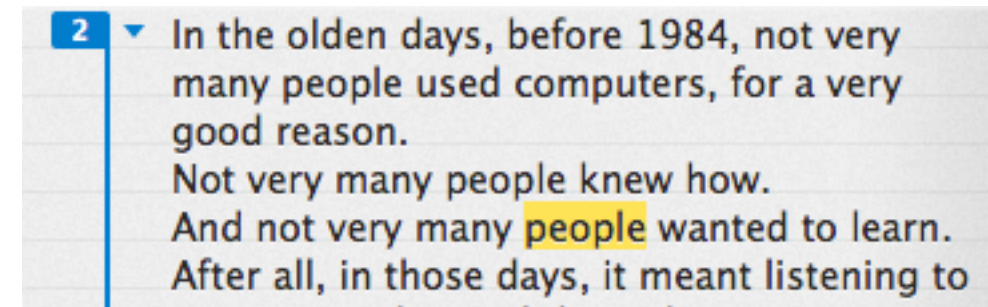 2
In the olden days, before 1984, not very
many people used computers, for a very
good reason.
Not very many people knew how.
And not very many people wanted to learn.
After all, in those days, it meant listening to